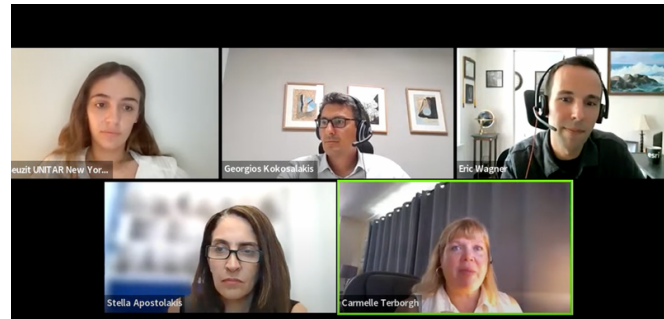 euzit UNITAR New Yor...
Georgios Kokosalakis
Eric Wagner
Stella Apostolakis
Carmelle Terborgh